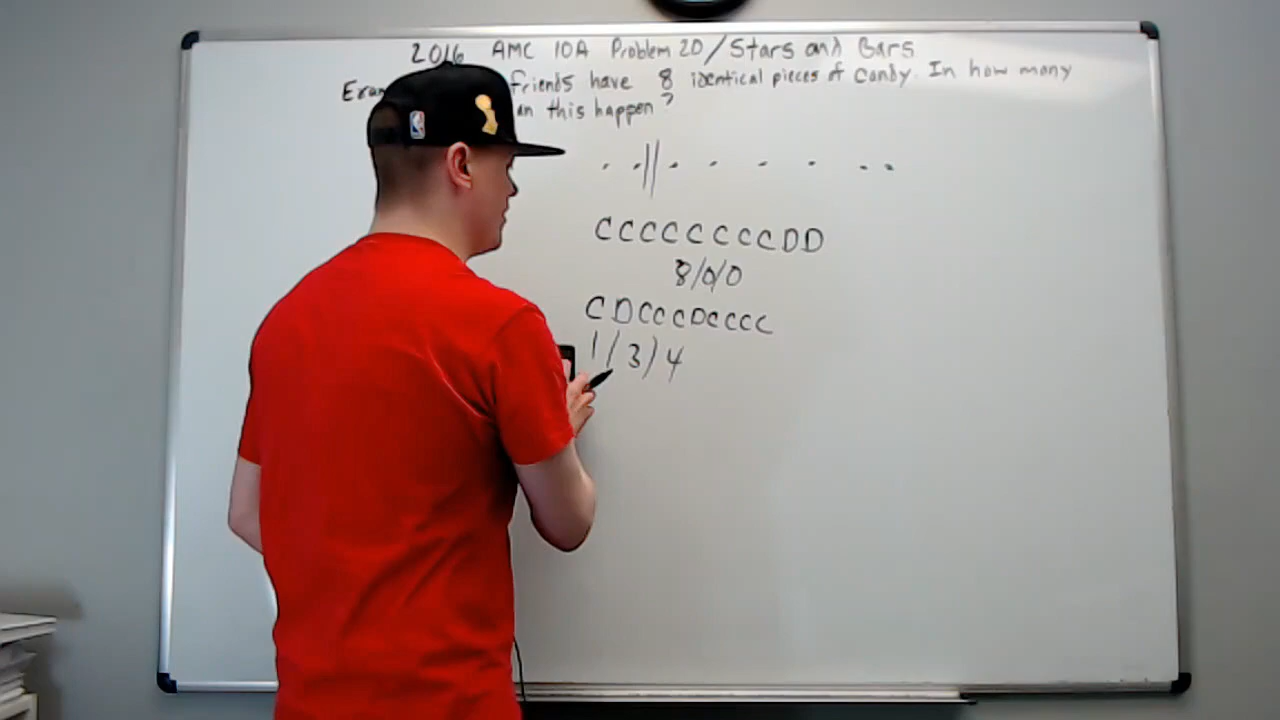 2016 AMC 10A Problem 20/Stars and Bars
friends have 8 identical pieces of candy. In how many
this happen?
. . || . . . . . .
CCCCCCCCDD
8/0/0
CDCCCDCCCC
1/3/4